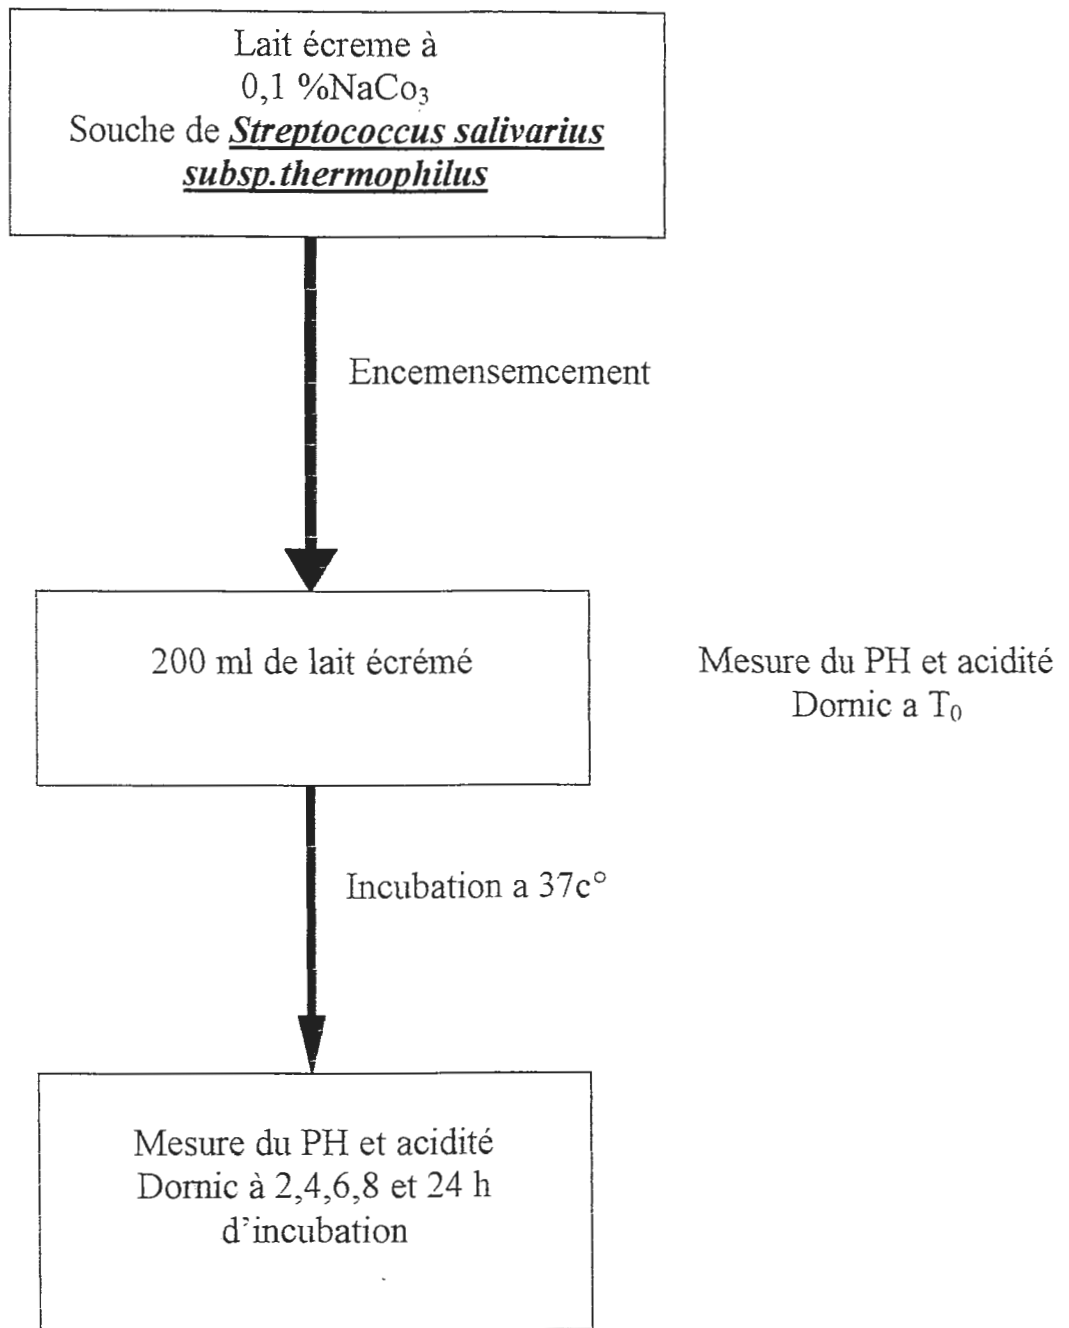 Lait écreme à
0,1 %NaCo₃
Souche de Streptococcus salivarius
subsp.thermophilus
Encemensemcement
200 ml de lait écrémé
Mesure du PH et acidité
Dornic a T₀
Incubation a 37c°
Mesure du PH et acidité
Dornic à 2,4,6,8 et 24 h
d'incubation